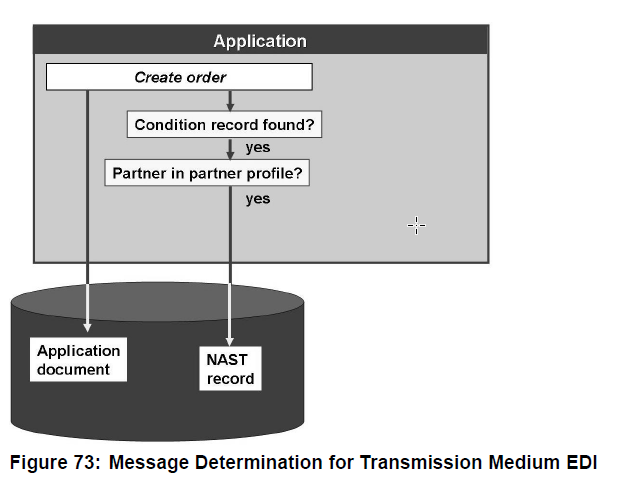 Application
Create order
Condition record found?
yes
Partner in partner profile?
yes
Application
document
NAST
record
Figure 73: Message Determination for Transmission Medium EDI